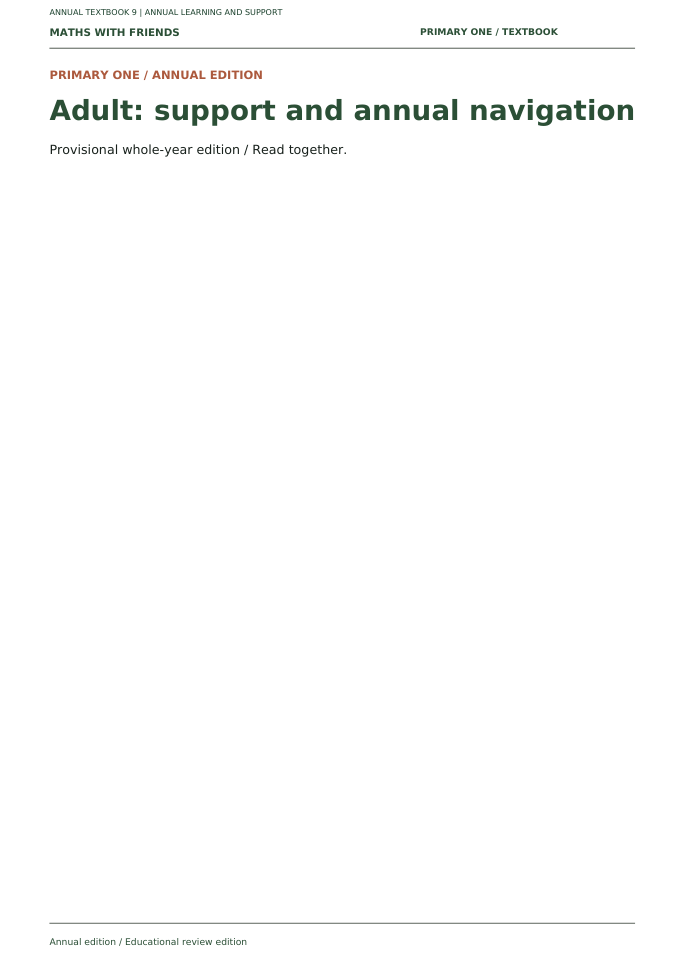 ANNUAL TEXTBOOK 9 | ANNUAL LEARNING AND SUPPORT
MATHS WITH FRIENDS
PRIMARY ONE / TEXTBOOK
PRIMARY ONE / ANNUAL EDITION
Adult: support and annual navigation
Provisional whole-year edition / Read together.
Annual edition / Educational review edition